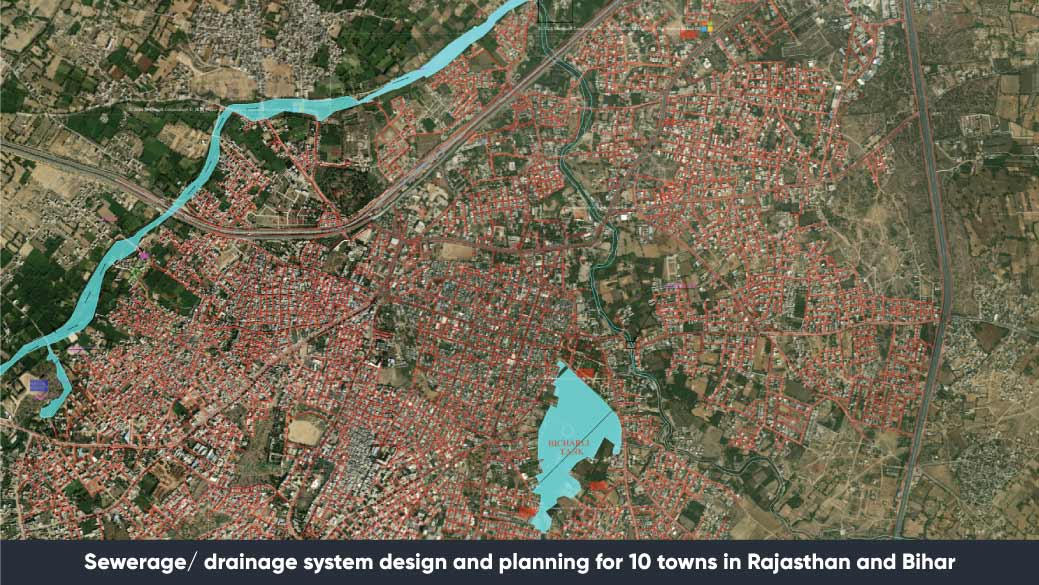 BICHARLI
TANK
Sewerage/ drainage system design and planning for 10 towns in Rajasthan and Bihar